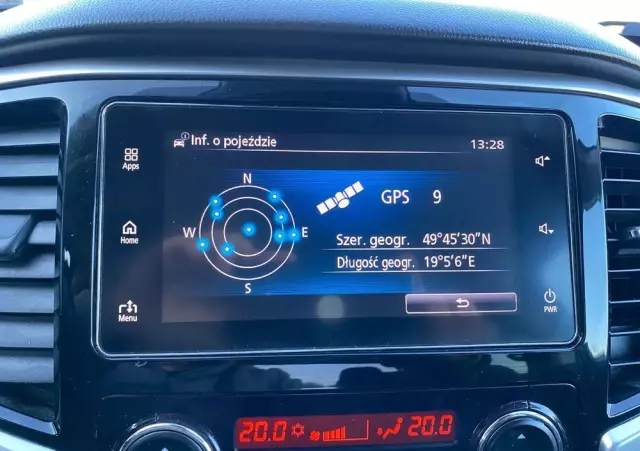 Inf. o pojeździe 13:28
Apps
N
GPS 9
W E
Szer. geogr. 49°45'30"N
Home
Długość geogr. 19°5'6"E
S
Menu
PWR
20.0 20.0